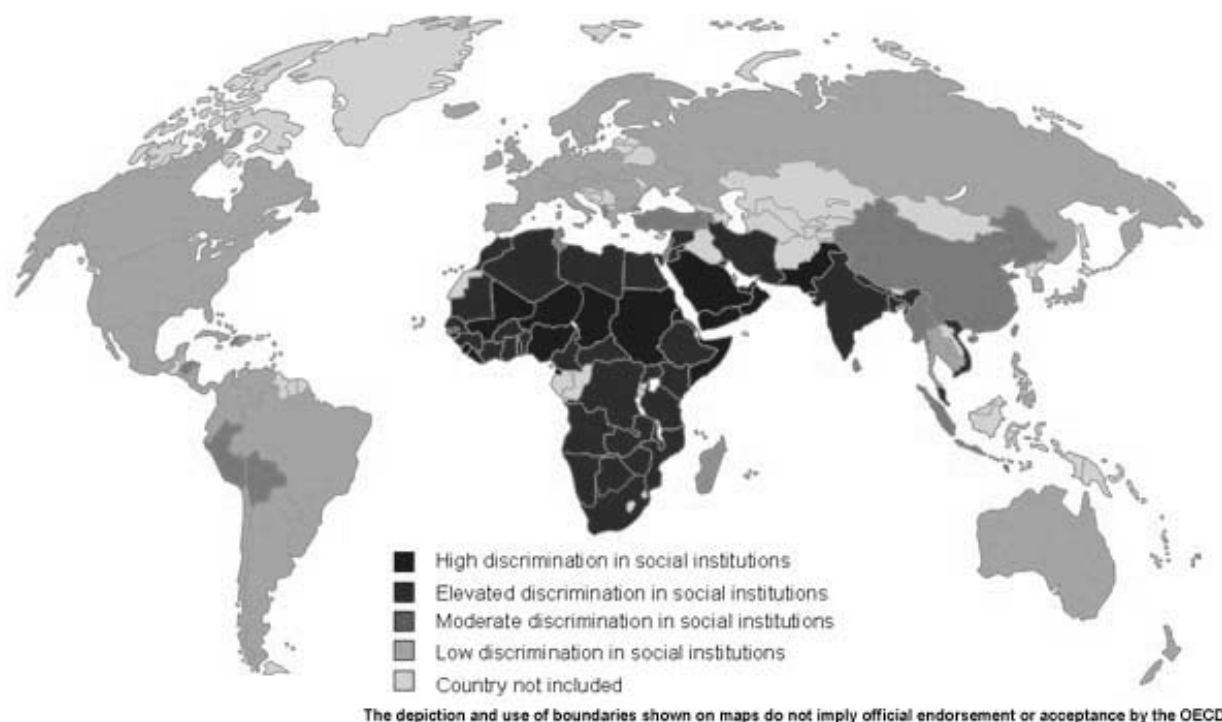 High discrimination in social institutions
Elevated discrimination in social institutions
Moderate discrimination in social institutions
Low discrimination in social institutions
Country not included
The depiction and use of boundaries shown on maps do not imply official endorsement or acceptance by the OECD